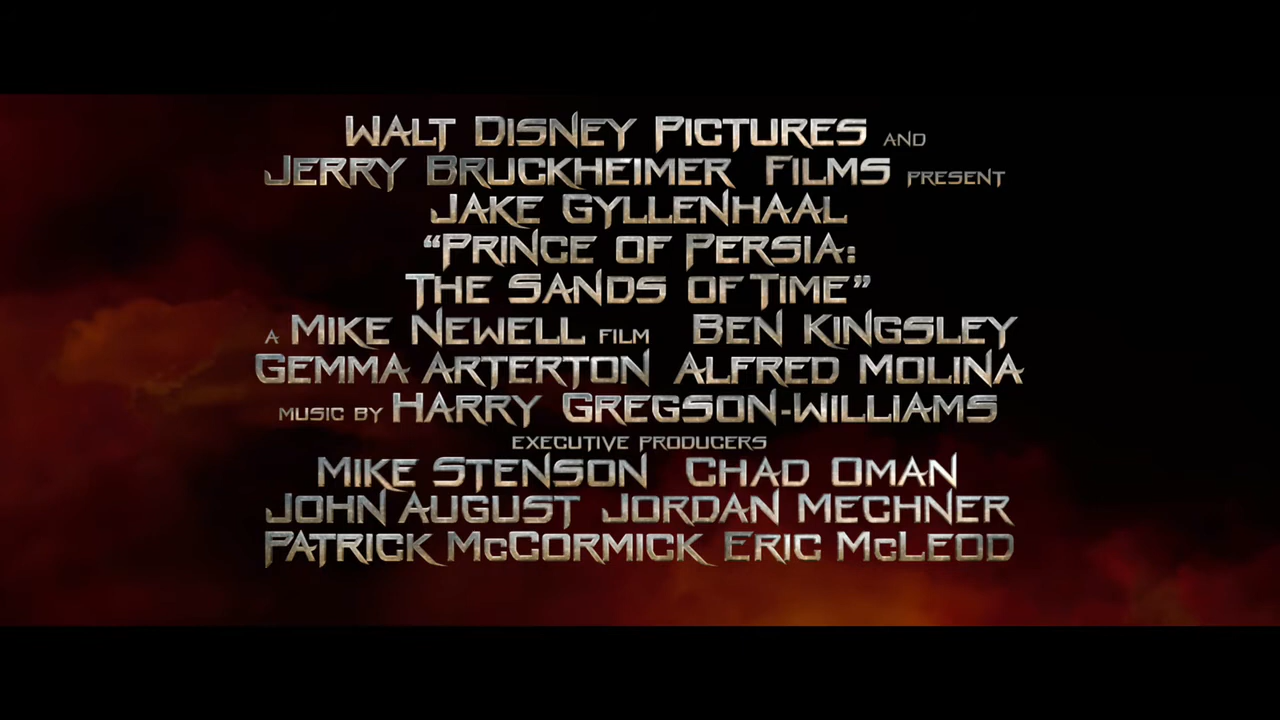 WALT DISNEY PICTURES AND
JERRY BRUCKHEIMER FILMS PRESENT
JAKE GYLLENHAAL
“PRINCE OF PERSIA:
THE SANDS OF TIME”
A MIKE NEWELL FILM BEN KINGSLEY
GEMMA ARTERTON ALFRED MOLINA
MUSIC BY HARRY GREGSON-WILLIAMS
EXECUTIVE PRODUCERS
MIKE STENSON CHAD OMAN
JOHN AUGUST JORDAN MECHNER
PATRICK McCORMICK ERIC McLEOD